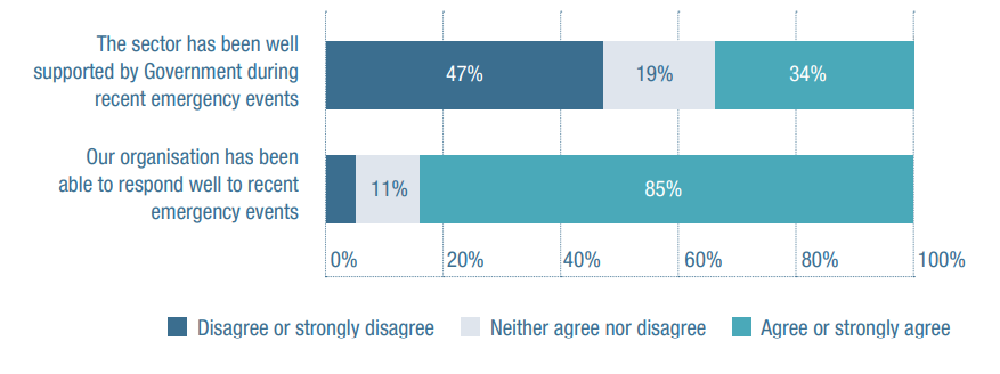 The sector has been well
supported by Government during
recent emergency events
47%
19%
34%
Our organisation has been
able to respond well to recent
emergency events
11%
85%
0%
20%
40%
60%
80%
100%
Disagree or strongly disagree
Neither agree nor disagree
Agree or strongly agree